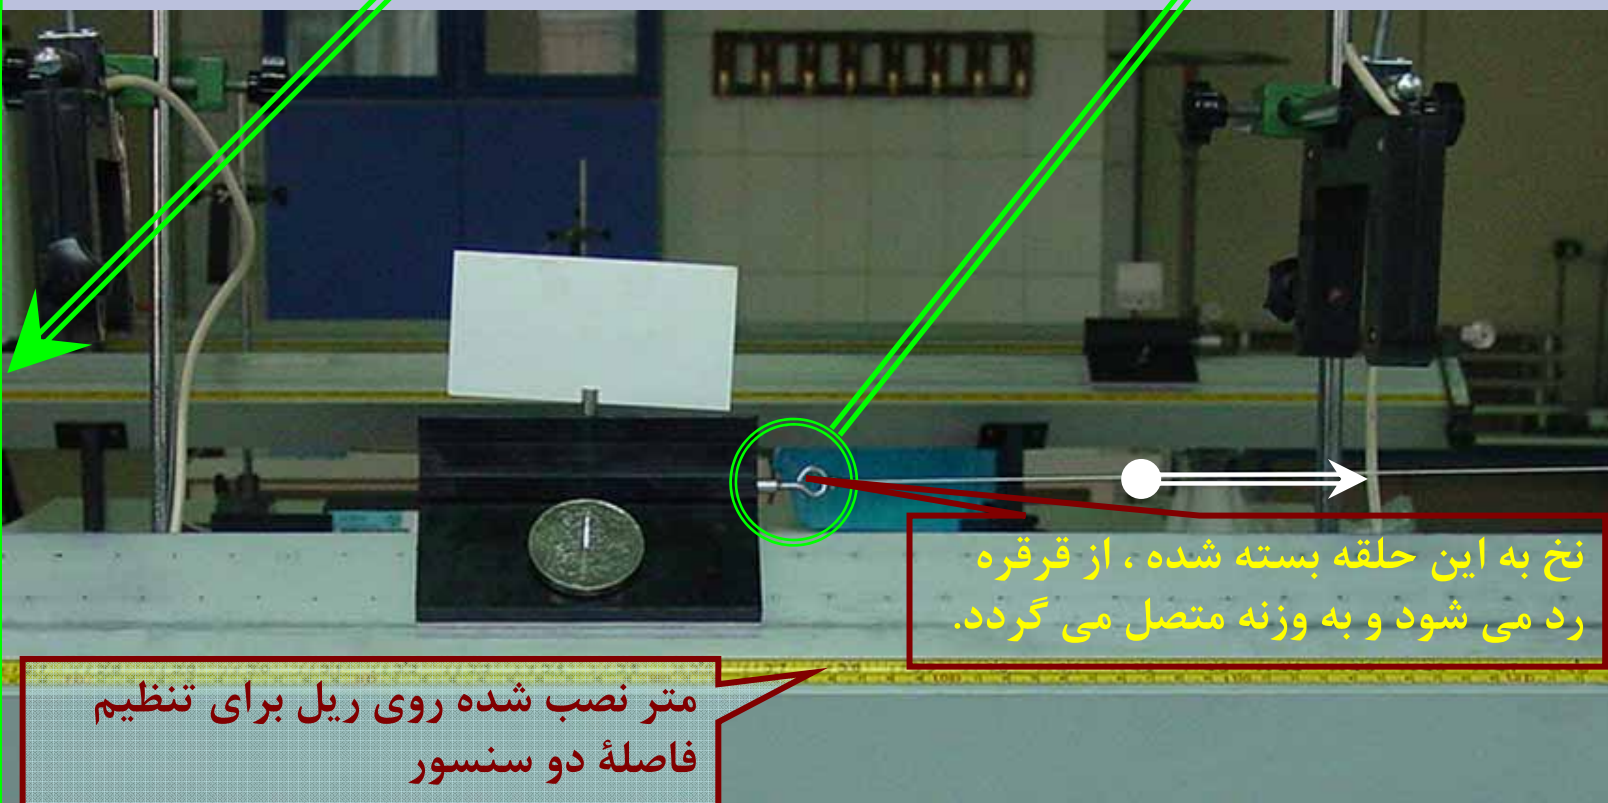 نخ به این حلقه بسته شده ، از قرقره
رد می شود و به وزنه متصل می گردد.
متر نصب شده روی ریل برای تنظیم
فاصلهٔ دو سنسور